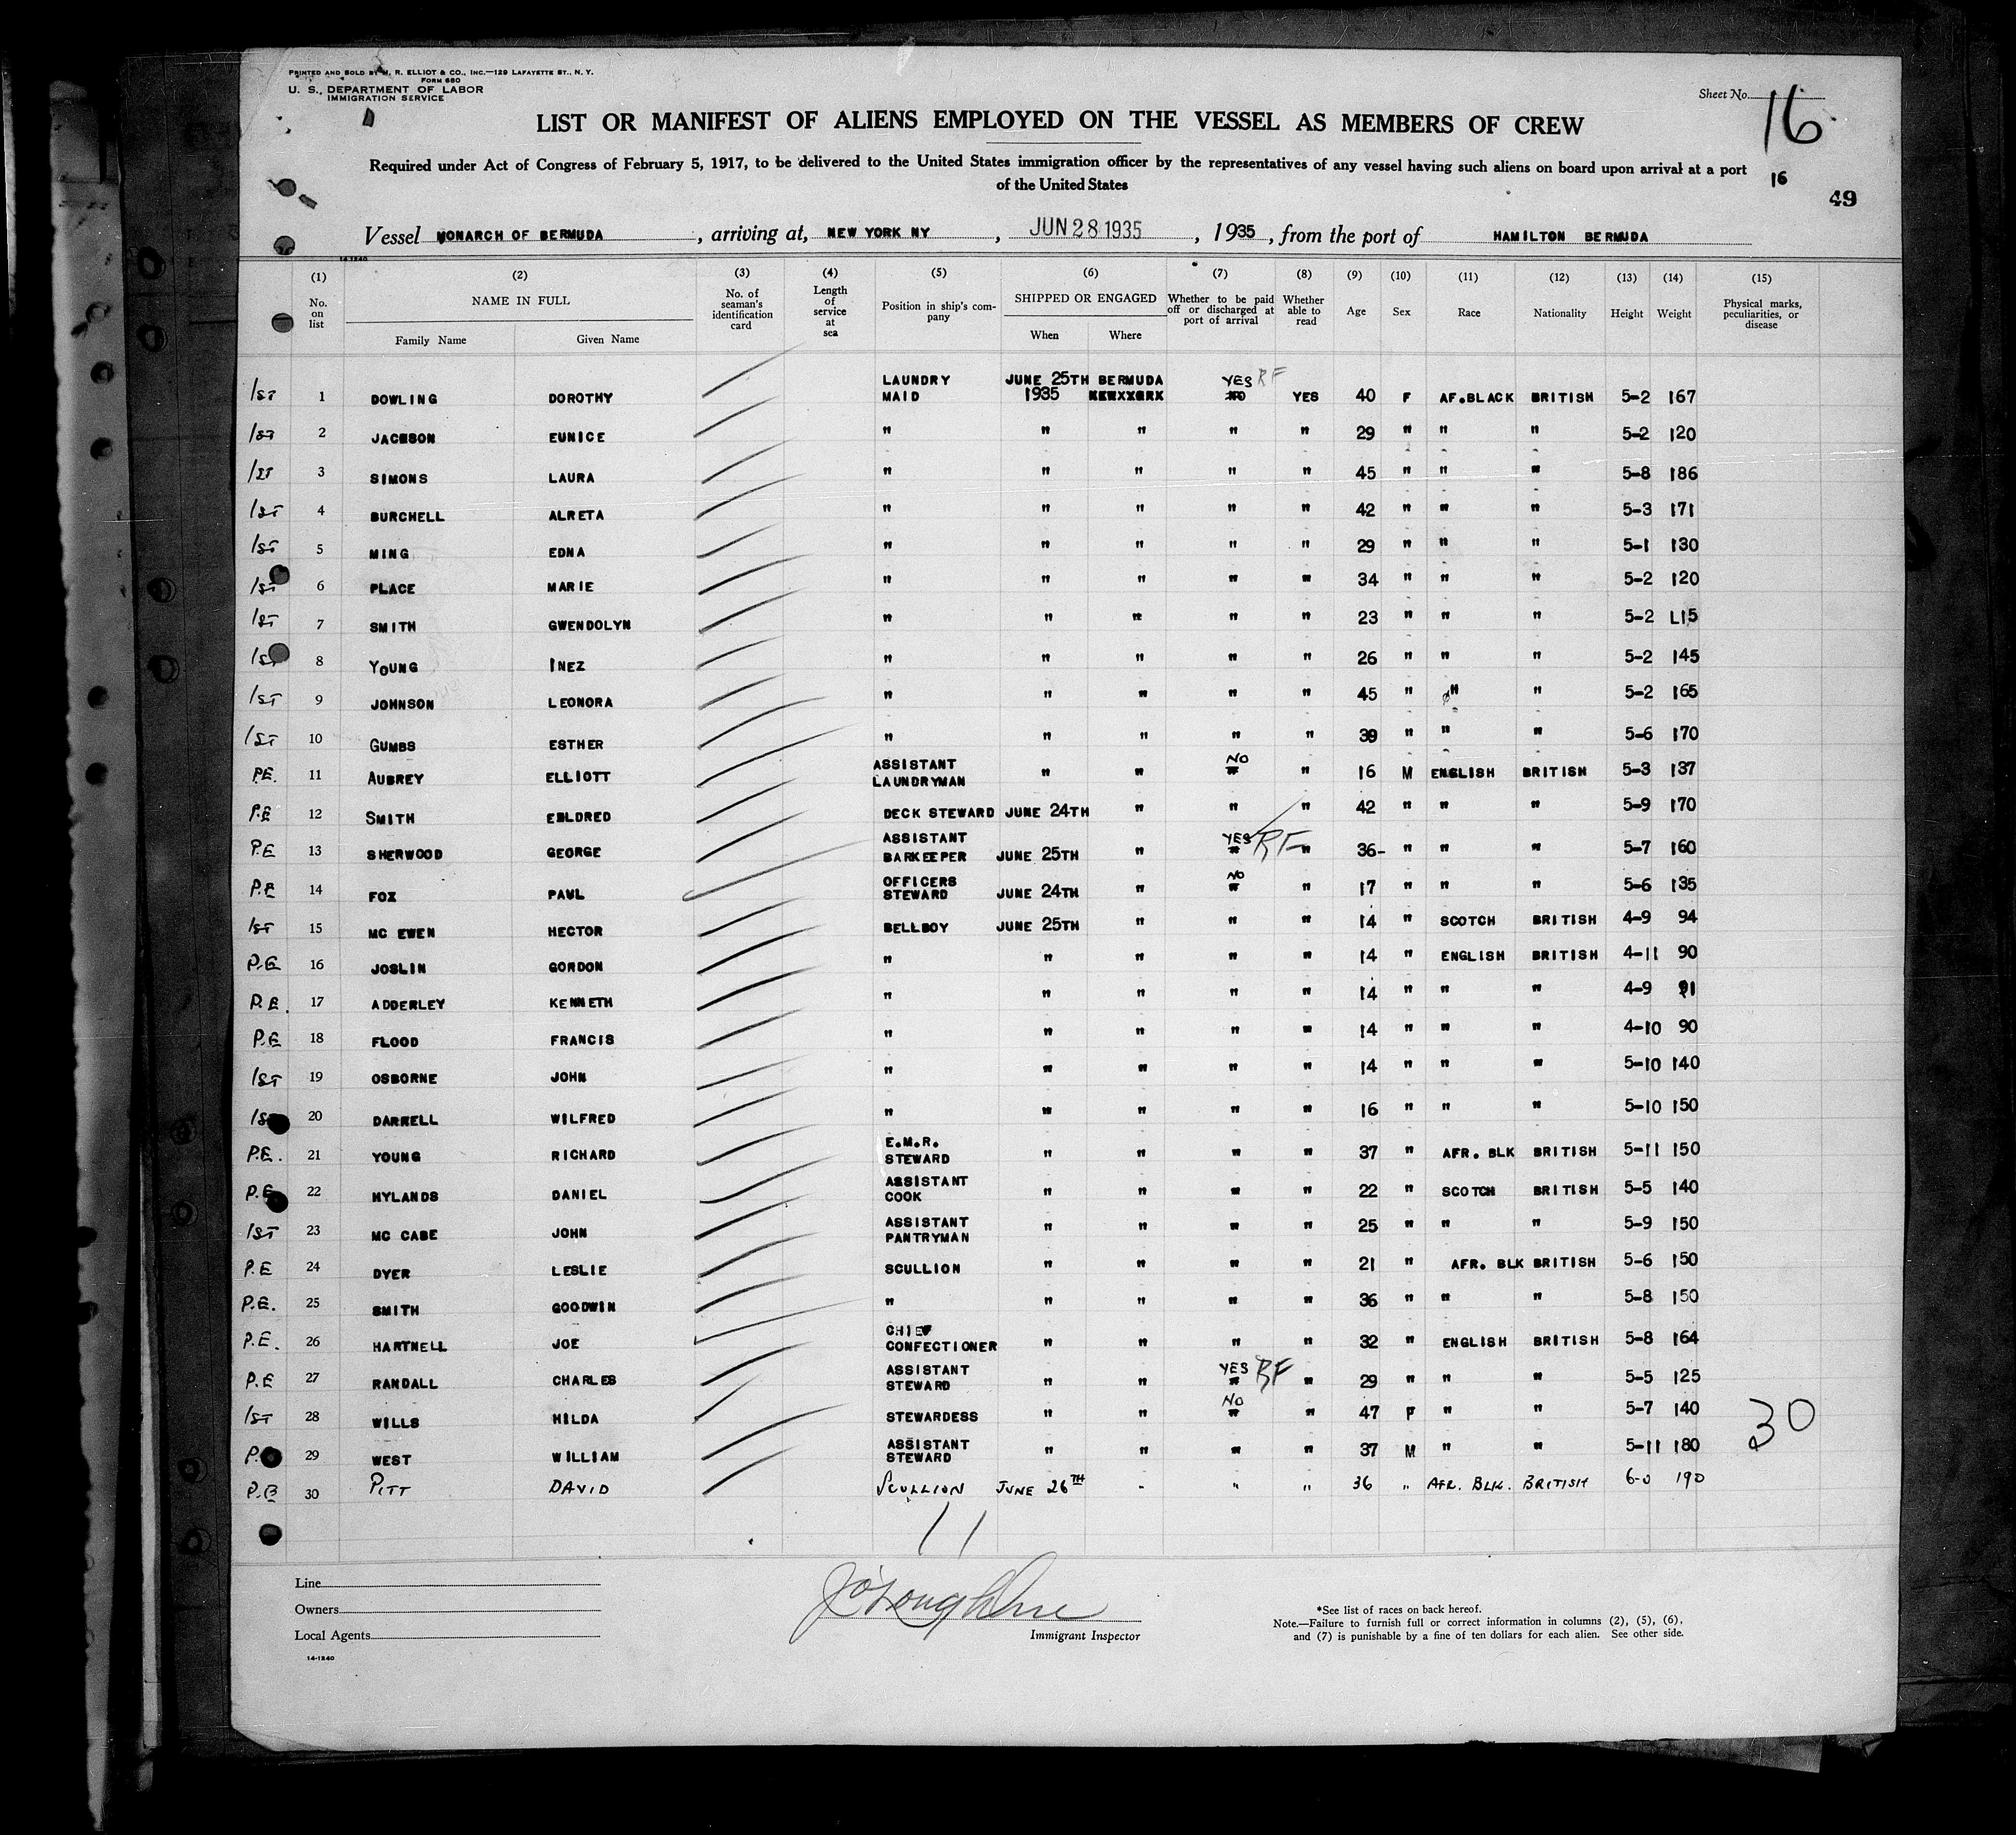 PRINTED AND SOLD BY M. R. ELLIOT & CO., INC.—129 LAFAYETTE ST., N. Y.
FORM 680
U. S. DEPARTMENT OF LABOR
IMMIGRATION SERVICE
Sheet No. 16
LIST OR MANIFEST OF ALIENS EMPLOYED ON THE VESSEL AS MEMBERS OF CREW
Required under Act of Congress of February 5, 1917, to be delivered to the United States immigration officer by the representatives of any vessel having such aliens on board upon arrival at a port
of the United States
16
49
Vessel MONARCH OF BERMUDA, arriving at, NEW YORK NY, JUN 28 1935, 1935, from the port of HAMILTON BERMUDA
14-1240
(1) (2) (3) (4) (5) (6) (7) (8) (9) (10) (11) (12) (13) (14) (15)
No. on list NAME IN FULL No. of seaman's identification card Length of service at sea Position in ship's company SHIPPED OR ENGAGED Whether to be paid off or discharged at port of arrival Whether able to read Age Sex Race Nationality Height Weight Physical marks, peculiarities, or disease
Family Name Given Name When Where
1ST 1 DOWLING DOROTHY LAUNDRY MAID JUNE 25TH 1935 BERMUDA YES RF NO YES 40 F AF.BLACK BRITISH 5-2 167
1ST 2 JACKSON EUNICE " " " " " 29 " " " 5-2 120
1ST 3 SIMONS LAURA " " " " " 45 " " " 5-8 186
1ST 4 BURCHELL ALRETA " " " " " 42 " " " 5-3 171
1ST 5 MING EDNA " " " " " 29 " " " 5-1 130
1ST 6 PLACE MARIE " " " " " 34 " " " 5-2 120
1ST 7 SMITH GWENDOLYN " " " " " 23 " " " 5-2 L15
1ST 8 YOUNG INEZ " " " " " 26 " " " 5-2 145
1ST 9 JOHNSON LEONORA " " " " " 45 " " " 5-2 165
1ST 10 GUMBS ESTHER " " " " " 39 " " " 5-6 170
P.E. 11 AUBREY ELLIOTT ASSISTANT LAUNDRYMAN " " NO " " 16 M ENGLISH BRITISH 5-3 137
P.E 12 SMITH ELDRED DECK STEWARD JUNE 24TH " " " 42 " " " 5-9 170
P.E 13 SHERWOOD GEORGE ASSISTANT BARKEEPER JUNE 25TH YES " RF " 36- " " " 5-7 160
P.E 14 FOX PAUL OFFICERS STEWARD JUNE 24TH " NO " " 17 " " " 5-6 135
1ST 15 MC EWEN HECTOR BELLBOY JUNE 25TH " " " 14 " SCOTCH BRITISH 4-9 94
P.E 16 JOSLIN GORDON " " " " " 14 " ENGLISH BRITISH 4-11 90
P.E. 17 ADDERLEY KENNETH " " " " " 14 " " " 4-9 91
P.E 18 FLOOD FRANCIS " " " " " 14 " " " 4-10 90
1ST 19 OSBORNE JOHN " " " " " 14 " " " 5-10 140
1ST 20 DARRELL WILFRED " " " " " 16 " " " 5-10 150
P.E. 21 YOUNG RICHARD E.M.R. STEWARD " " " " 37 " AFR. BLK BRITISH 5-11 150
P.E 22 HYLANDS DANIEL ASSISTANT COOK " " " " 22 " SCOTCH BRITISH 5-5 140
1ST 23 MC CABE JOHN ASSISTANT PANTRYMAN " " " " 25 " " " 5-9 150
P.E 24 DYER LESLIE SCULLION " " " " 21 " AFR. BLK BRITISH 5-6 150
P.E. 25 SMITH GOODWIN " " " " " 36 " " " 5-8 150
P.E. 26 HARTNELL JOE CHIEF CONFECTIONER " " " " 32 " ENGLISH BRITISH 5-8 164
P.E 27 RANDALL CHARLES ASSISTANT STEWARD " " YES " RF " 29 " " " 5-5 125
1ST 28 WILLS HILDA STEWARDESS " " NO " " 47 F " " 5-7 140
P. 29 WEST WILLIAM ASSISTANT STEWARD " " " " 37 M " " 5-11 180
30
P.E 30 PITT DAVID SCULLION JUNE 26TH " " " 36 " AFR. BLK. BRITISH 6-0 190
11
Line
Owners
Local Agents
14-1240
Immigrant Inspector
*See list of races on back hereof.
Note.—Failure to furnish full or correct information in columns (2), (5), (6),
and (7) is punishable by a fine of ten dollars for each alien. See other side.